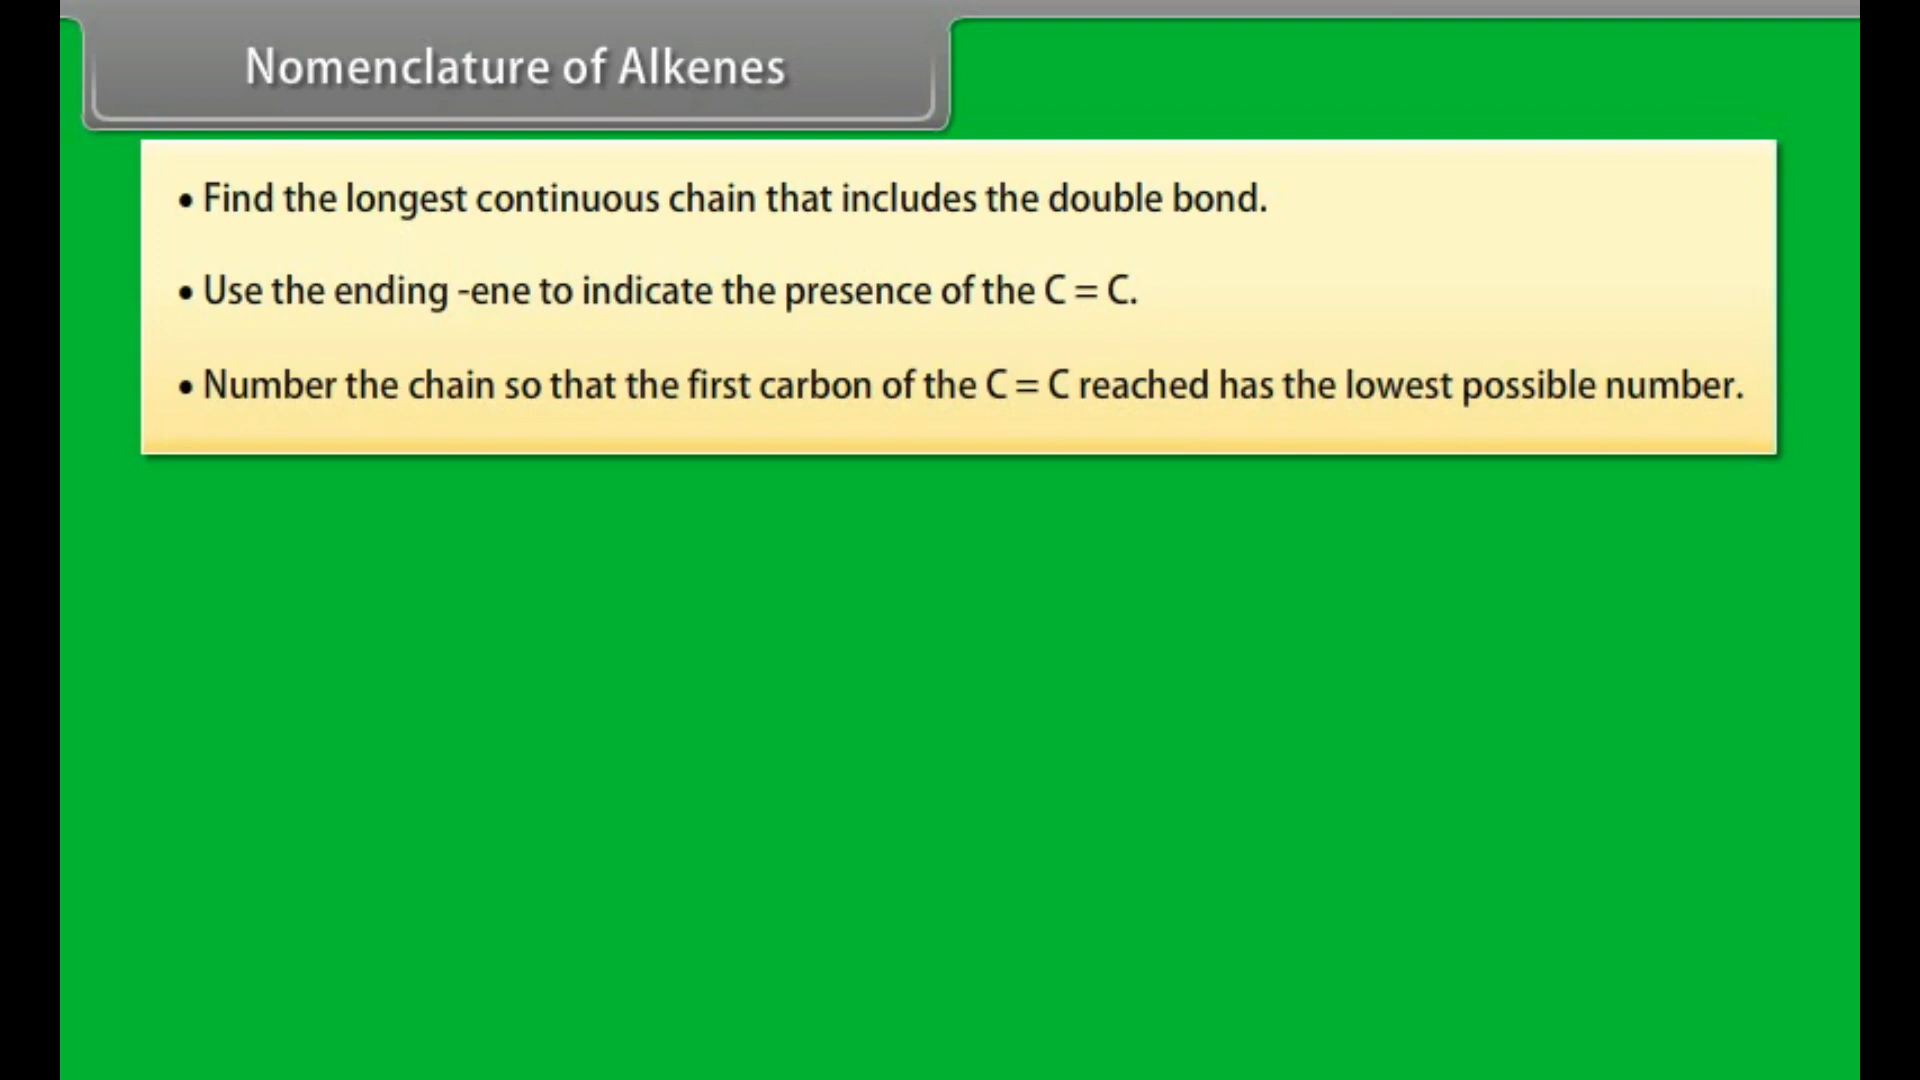 Nomenclature of Alkenes
• Find the longest continuous chain that includes the double bond.
• Use the ending -ene to indicate the presence of the C = C.
• Number the chain so that the first carbon of the C = C reached has the lowest possible number.